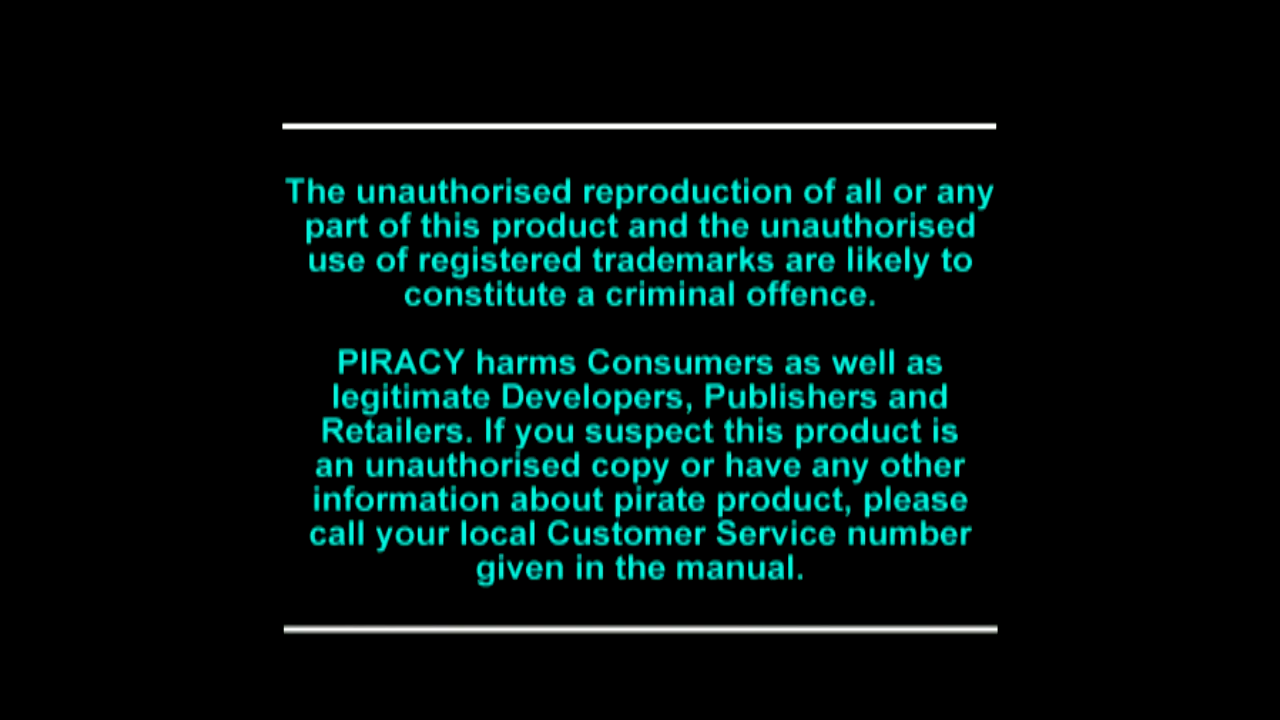 The unauthorised reproduction of all or any
part of this product and the unauthorised
use of registered trademarks are likely to
constitute a criminal offence.
PIRACY harms Consumers as well as
legitimate Developers, Publishers and
Retailers. If you suspect this product is
an unauthorised copy or have any other
information about pirate product, please
call your local Customer Service number
given in the manual.